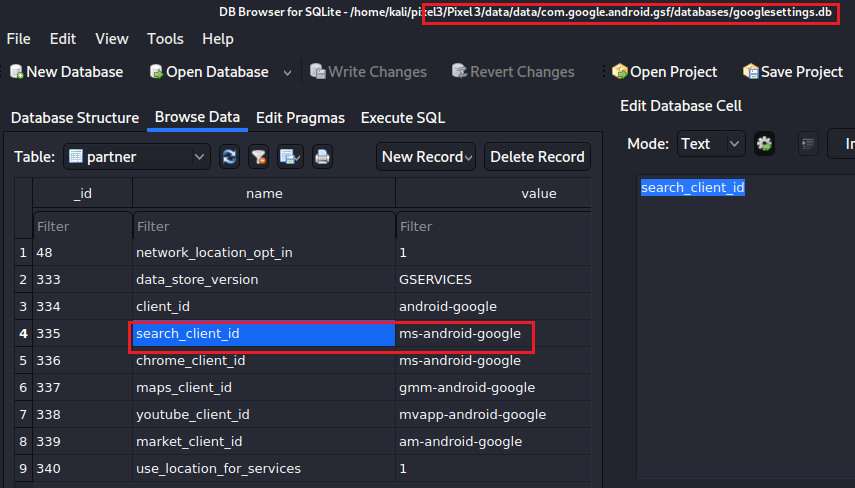 DB Browser for SQLite - /home/kali/pixel3/Pixel 3/data/data/com.google.android.gsf/databases/googlesettings.db
File Edit View Tools Help
New Database Open Database Write Changes Revert Changes Open Project Save Project
Database Structure Browse Data Edit Pragmas Execute SQL
Table: partner New Record Delete Record
_id name value
Filter Filter Filter
1 48 network_location_opt_in 1
2 333 data_store_version GSERVICES
3 334 client_id android-google
4 335 search_client_id ms-android-google
5 336 chrome_client_id ms-android-google
6 337 maps_client_id gmm-android-google
7 338 youtube_client_id mvapp-android-google
8 339 market_client_id am-android-google
9 340 use_location_for_services 1
Edit Database Cell
Mode: Text
search_client_id